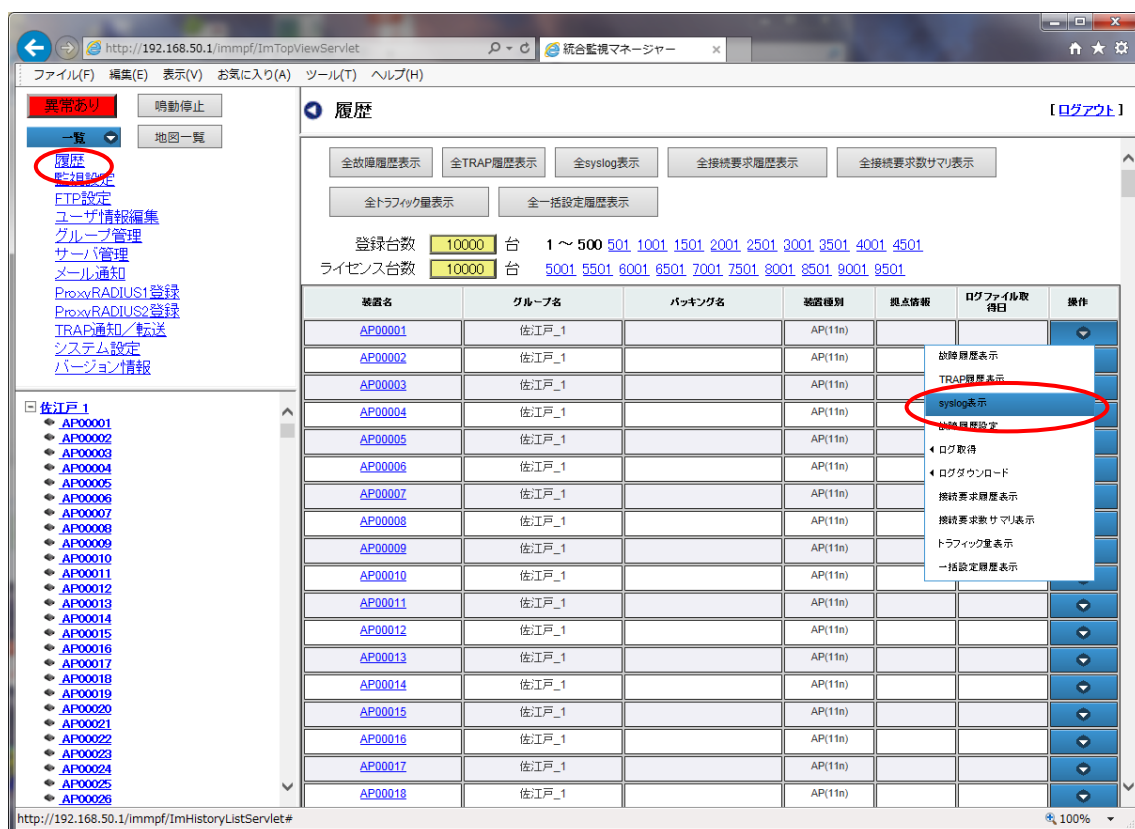 http://192.168.50.1/immpf/ImTopViewServlet
統合監視マネージャー
ファイル(F) 編集(E) 表示(V) お気に入り(A) ツール(T) ヘルプ(H)
異常あり 鳴動停止
一覧 地図一覧
履歴
監視設定
FTP設定
ユーザ情報編集
グループ管理
サーバ管理
メール通知
ProxyRADIUS1登録
ProxyRADIUS2登録
TRAP通知／転送
システム設定
バージョン情報
佐江戸 1
AP00001
AP00002
AP00003
AP00004
AP00005
AP00006
AP00007
AP00008
AP00009
AP00010
AP00011
AP00012
AP00013
AP00014
AP00015
AP00016
AP00017
AP00018
AP00019
AP00020
AP00021
AP00022
AP00023
AP00024
AP00025
AP00026
履歴 [ログアウト]
全故障履歴表示 全TRAP履歴表示 全syslog表示 全接続要求履歴表示 全接続要求数サマリ表示
全トラフィック量表示 全一括設定履歴表示
登録台数 10000 台 1 ～ 500 501 1001 1501 2001 2501 3001 3501 4001 4501
ライセンス台数 10000 台 5001 5501 6001 6501 7001 7501 8001 8501 9001 9501
装置名 グループ名 パッキング名 装置種別 拠点情報 ログファイル取得日 操作
AP00001 佐江戸_1 AP(11n)
AP00002 佐江戸_1 AP(11n)
AP00003 佐江戸_1 AP(11n)
AP00004 佐江戸_1 AP(11n)
AP00005 佐江戸_1 AP(11n)
AP00006 佐江戸_1 AP(11n)
AP00007 佐江戸_1 AP(11n)
AP00008 佐江戸_1 AP(11n)
AP00009 佐江戸_1 AP(11n)
AP00010 佐江戸_1 AP(11n)
AP00011 佐江戸_1 AP(11n)
AP00012 佐江戸_1 AP(11n)
AP00013 佐江戸_1 AP(11n)
AP00014 佐江戸_1 AP(11n)
AP00015 佐江戸_1 AP(11n)
AP00016 佐江戸_1 AP(11n)
AP00017 佐江戸_1 AP(11n)
AP00018 佐江戸_1 AP(11n)
故障履歴表示
TRAP履歴表示
syslog表示
故障履歴設定
ログ取得
ログダウンロード
接続要求履歴表示
接続要求数サマリ表示
トラフィック量表示
一括設定履歴表示
http://192.168.50.1/immpf/ImHistoryListServlet#
100%